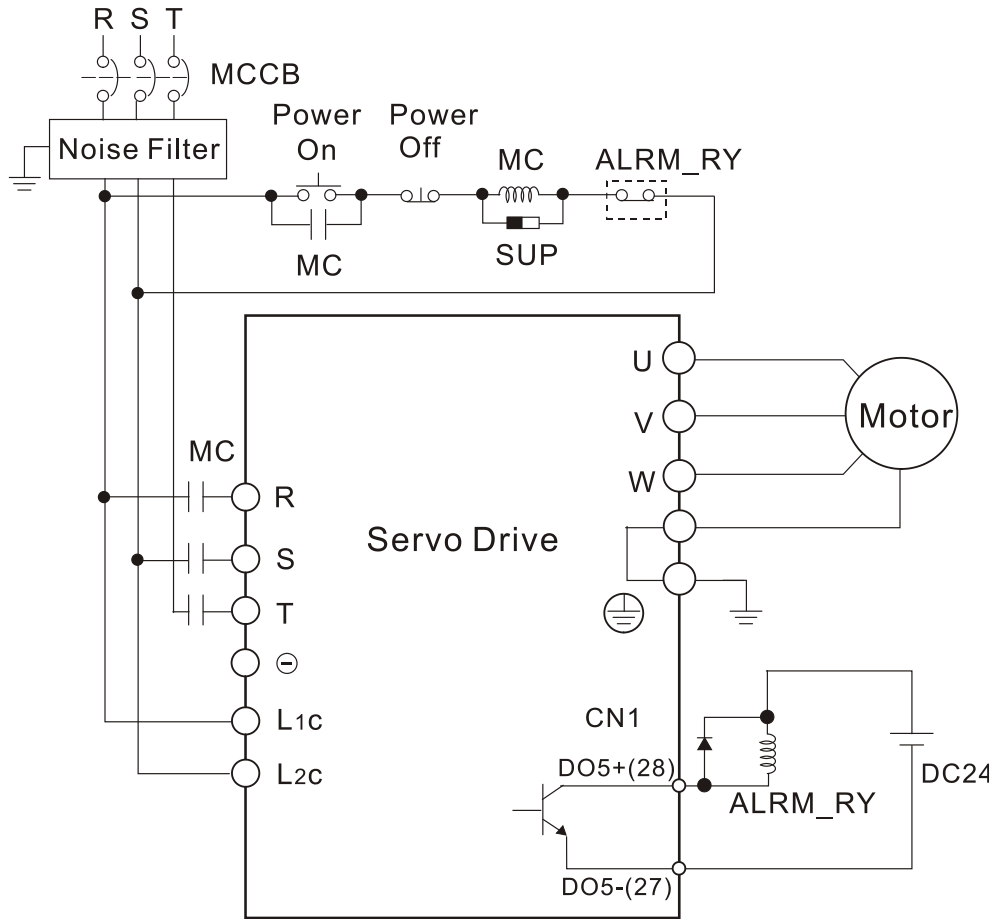 R S T
MCCB
Noise Filter
Power On
Power Off
MC
ALRM_RY
MC
SUP
MC
R
S
T
⊖
L1C
L2C
Servo Drive
U
V
W
Motor
CN1
DO5+(28)
DO5-(27)
ALRM_RY
DC24